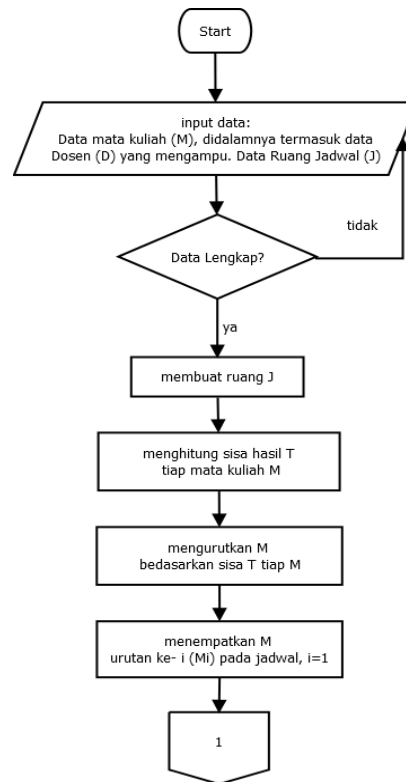 Start
input data:
Data mata kuliah (M), didalamnya termasuk data
Dosen (D) yang mengampu. Data Ruang Jadwal (J)
tidak
Data Lengkap?
ya
membuat ruang J
menghitung sisa hasil T
tiap mata kuliah M
mengurutkan M
bedasarkan sisa T tiap M
menempatkan M
urutan ke- i (Mi) pada jadwal, i=1
1